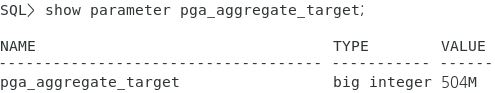 SQL> show parameter pga_aggregate_target;
NAME TYPE VALUE
------------------------------------ ----------- ------
pga_aggregate_target big integer 504M